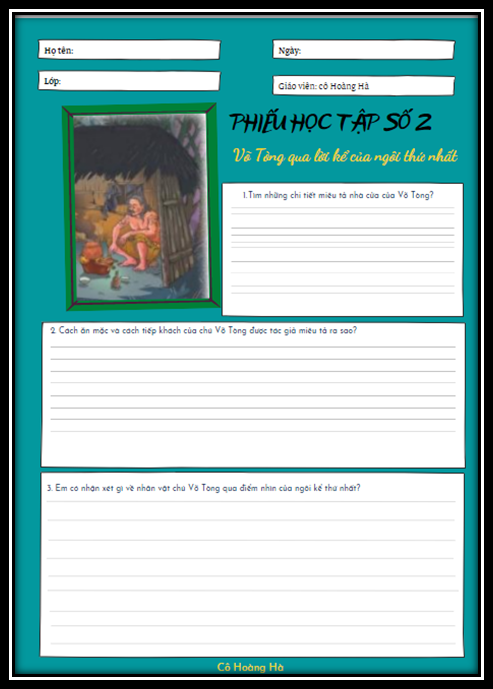 Họ tên:
Ngày:
Lớp:
Giáo viên: cô Hoàng Hà
PHIẾU HỌC TẬP SỐ 2
Võ Tòng qua lời kể của ngôi thứ nhất
1. Tìm những chi tiết miêu tả nhà cửa của Võ Tòng?
2. Cách ăn mặc và cách tiếp khách của chú Võ Tòng được tác giả miêu tả ra sao?
3. Em có nhận xét gì về nhân vật chú Võ Tòng qua điểm nhìn của ngôi kể thứ nhất?
Cô Hoàng Hà